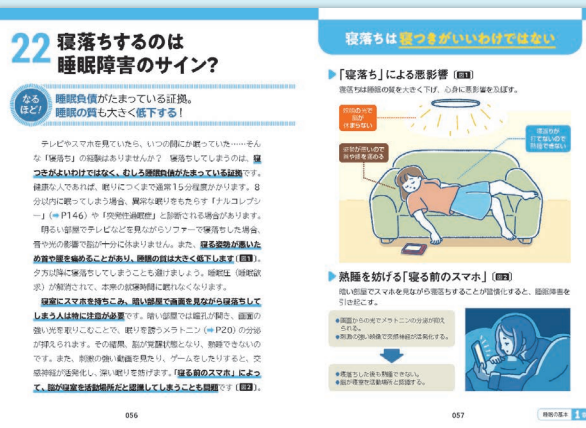 22 寝落ちするのは
睡眠障害のサイン?
なる
ほど!
睡眠負債がたまっている証拠。
睡眠の質も大きく低下する!
テレビやスマホを見ていたら、いつの間にか眠っていた……そん
な「寝落ち」の経験はありませんか? 寝落ちしてしまうのは、寝
つきがよいわけではなく、むしろ睡眠負債がたまっている証拠です。
健康な人であれば、眠りにつくまで通常15分程度かかります。8
分以内に眠ってしまう場合、異常な眠りをもたらす「ナルコレプシ
ー」(➡P146)や「突発性過眠症」と診断される場合があります。
明るい部屋でテレビなどを見ながらソファーで寝落ちした場合、
音や光の影響で脳が十分に休まりません。また、寝る姿勢が悪いた
め首や腰を痛めることがあり、睡眠の質は大きく低下します(図1)。
夕方以降に寝落ちしてしまうことも避けましょう。睡眠圧(睡眠欲
求)が解消されて、本来の就寝時間に眠れなくなります。
寝室にスマホを持ちこみ、暗い部屋で画面を見ながら寝落ちして
しまう人は特に注意が必要です。暗い部屋では瞳孔が開き、画面の
強い光を取りこむことで、眠りを誘うメラトニン(➡P20)の分泌
が抑えられます。その結果、脳が覚醒状態となり、熟睡できないの
です。また、刺激の強い動画を見たり、ゲームをしたりすると、交
感神経が活発化し、深い眠りを妨げます。「寝る前のスマホ」によっ
て、脳が寝室を活動場所だと認識してしまうことも問題です(図2)。
056
寝落ちは寝つきがいいわけではない
▶「寝落ち」による悪影響(図1)
寝落ちは睡眠の質を大きく下げ、心身に悪影響を及ぼす。
照明の光で
脳が
休まらない
姿勢が悪いので
首や腰を痛める
寝返りが
打てないので
熟睡できない
▶熟睡を妨げる「寝る前のスマホ」(図2)
暗い部屋でスマホを見ながら寝落ちすることが習慣化すると、睡眠障害を
引き起こす。
●画面からの光でメラトニンの分泌が抑え
られる。
●刺激の強い映像で交感神経が活発化する。
●寝落ちした後も熟睡できない。
●脳が寝室を活動場所と認識する。
057
睡眠の基本 1